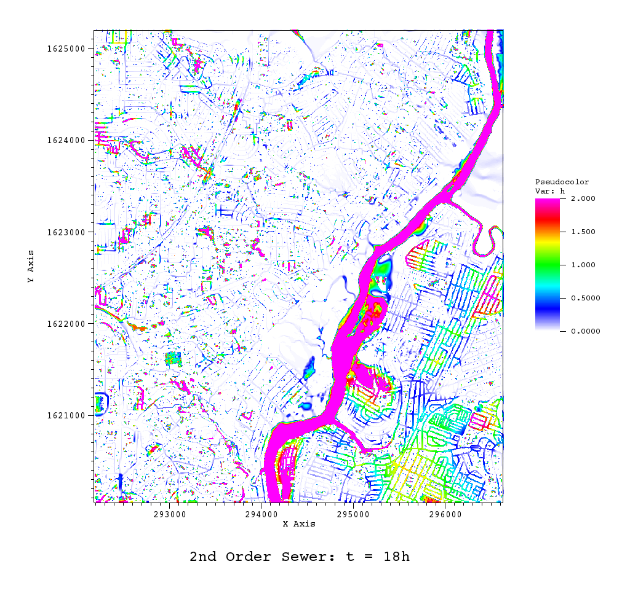 1625000
1624000
1623000
1622000
1621000
Y Axis
293000 294000 295000 296000
X Axis
Pseudocolor
Var: h
2.000
1.500
1.000
0.5000
0.0000
2nd Order Sewer: t = 18h